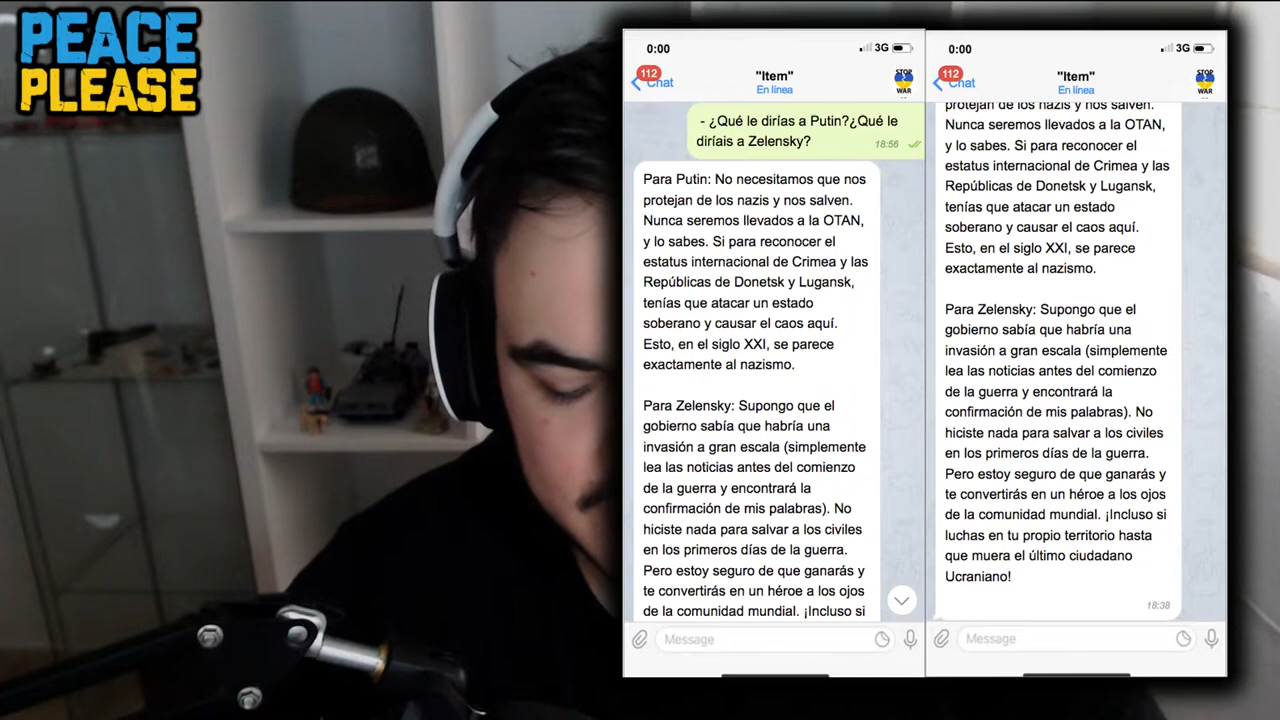 PEACE
PLEASE
0:00
3G
112
Chat
"Item"
En línea
STOP
WAR
- ¿Qué le dirías a Putin?¿Qué le
diríais a Zelensky?
18:56
Para Putin: No necesitamos que nos
protejan de los nazis y nos salven.
Nunca seremos llevados a la OTAN,
y lo sabes. Si para reconocer el
estatus internacional de Crimea y las
Repúblicas de Donetsk y Lugansk,
tenías que atacar un estado
soberano y causar el caos aquí.
Esto, en el siglo XXI, se parece
exactamente al nazismo.
Para Zelensky: Supongo que el
gobierno sabía que habría una
invasión a gran escala (simplemente
lea las noticias antes del comienzo
de la guerra y encontrará la
confirmación de mis palabras). No
hiciste nada para salvar a los civiles
en los primeros días de la guerra.
Pero estoy seguro de que ganarás y
te convertirás en un héroe a los ojos
de la comunidad mundial. ¡Incluso si
Message
0:00
3G
112
Chat
"Item"
En línea
STOP
WAR
protejan de los nazis y nos salven.
Nunca seremos llevados a la OTAN,
y lo sabes. Si para reconocer el
estatus internacional de Crimea y las
Repúblicas de Donetsk y Lugansk,
tenías que atacar un estado
soberano y causar el caos aquí.
Esto, en el siglo XXI, se parece
exactamente al nazismo.
Para Zelensky: Supongo que el
gobierno sabía que habría una
invasión a gran escala (simplemente
lea las noticias antes del comienzo
de la guerra y encontrará la
confirmación de mis palabras). No
hiciste nada para salvar a los civiles
en los primeros días de la guerra.
Pero estoy seguro de que ganarás y
te convertirás en un héroe a los ojos
de la comunidad mundial. ¡Incluso si
luchas en tu propio territorio hasta
que muera el último ciudadano
Ucraniano!
18:38
Message